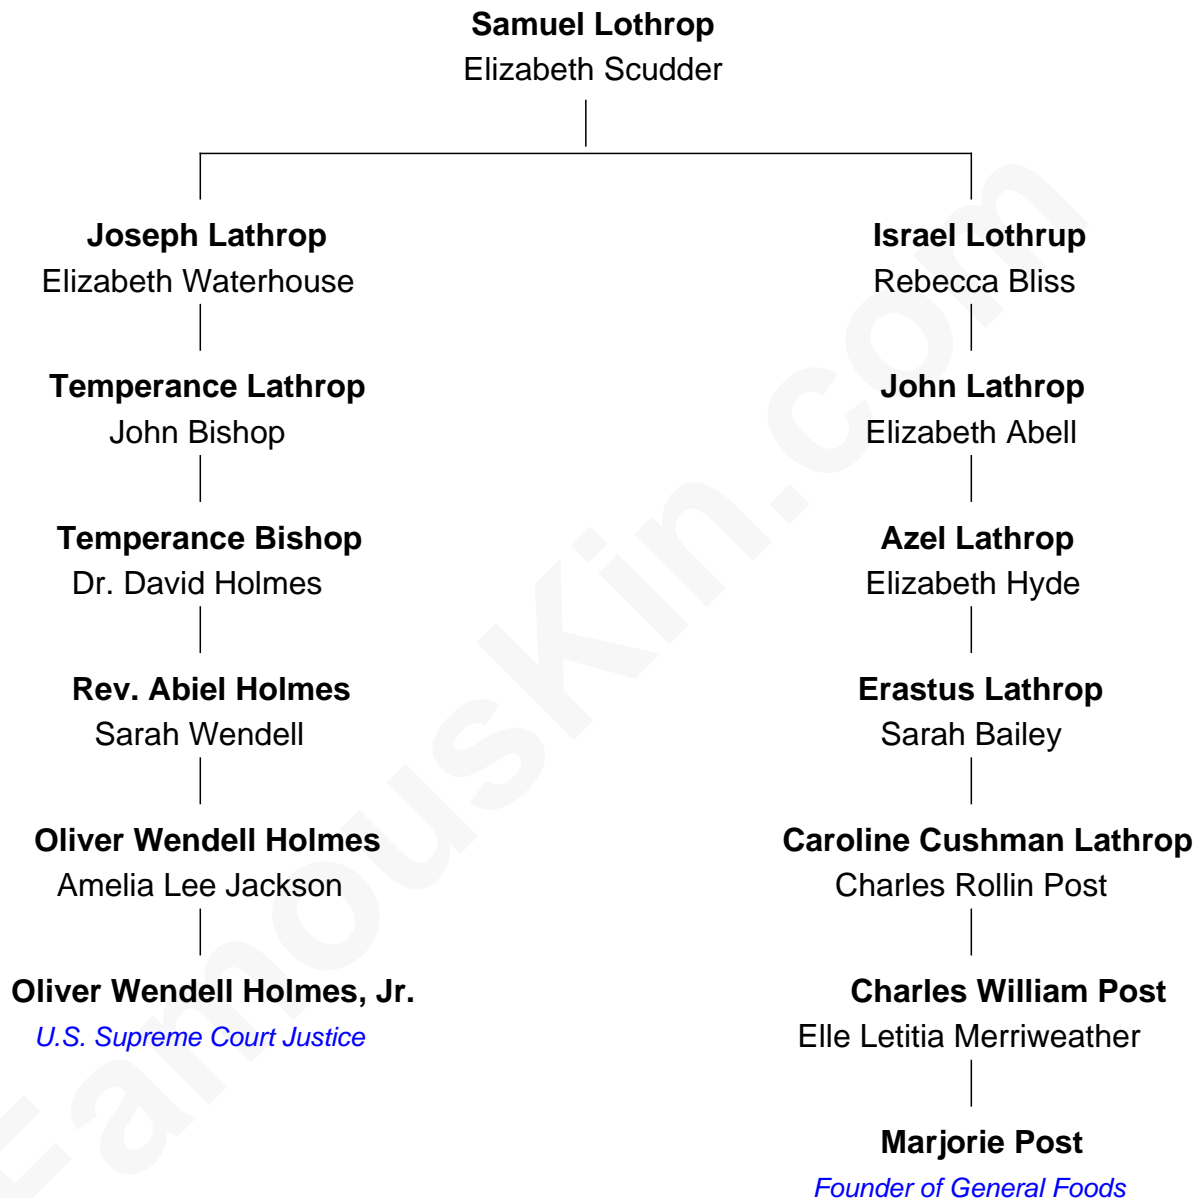 Samuel Lothrop
Elizabeth Scudder
Joseph Lathrop
Elizabeth Waterhouse
Temperance Lathrop
John Bishop
Temperance Bishop
Dr. David Holmes
Rev. Abiel Holmes
Sarah Wendell
Oliver Wendell Holmes
Amelia Lee Jackson
Oliver Wendell Holmes, Jr.
U.S. Supreme Court Justice
Israel Lothrup
Rebecca Bliss
John Lathrop
Elizabeth Abell
Azel Lathrop
Elizabeth Hyde
Erastus Lathrop
Sarah Bailey
Caroline Cushman Lathrop
Charles Rollin Post
Charles William Post
Elle Letitia Merriweather
Marjorie Post
Founder of General Foods
FamousKin.com